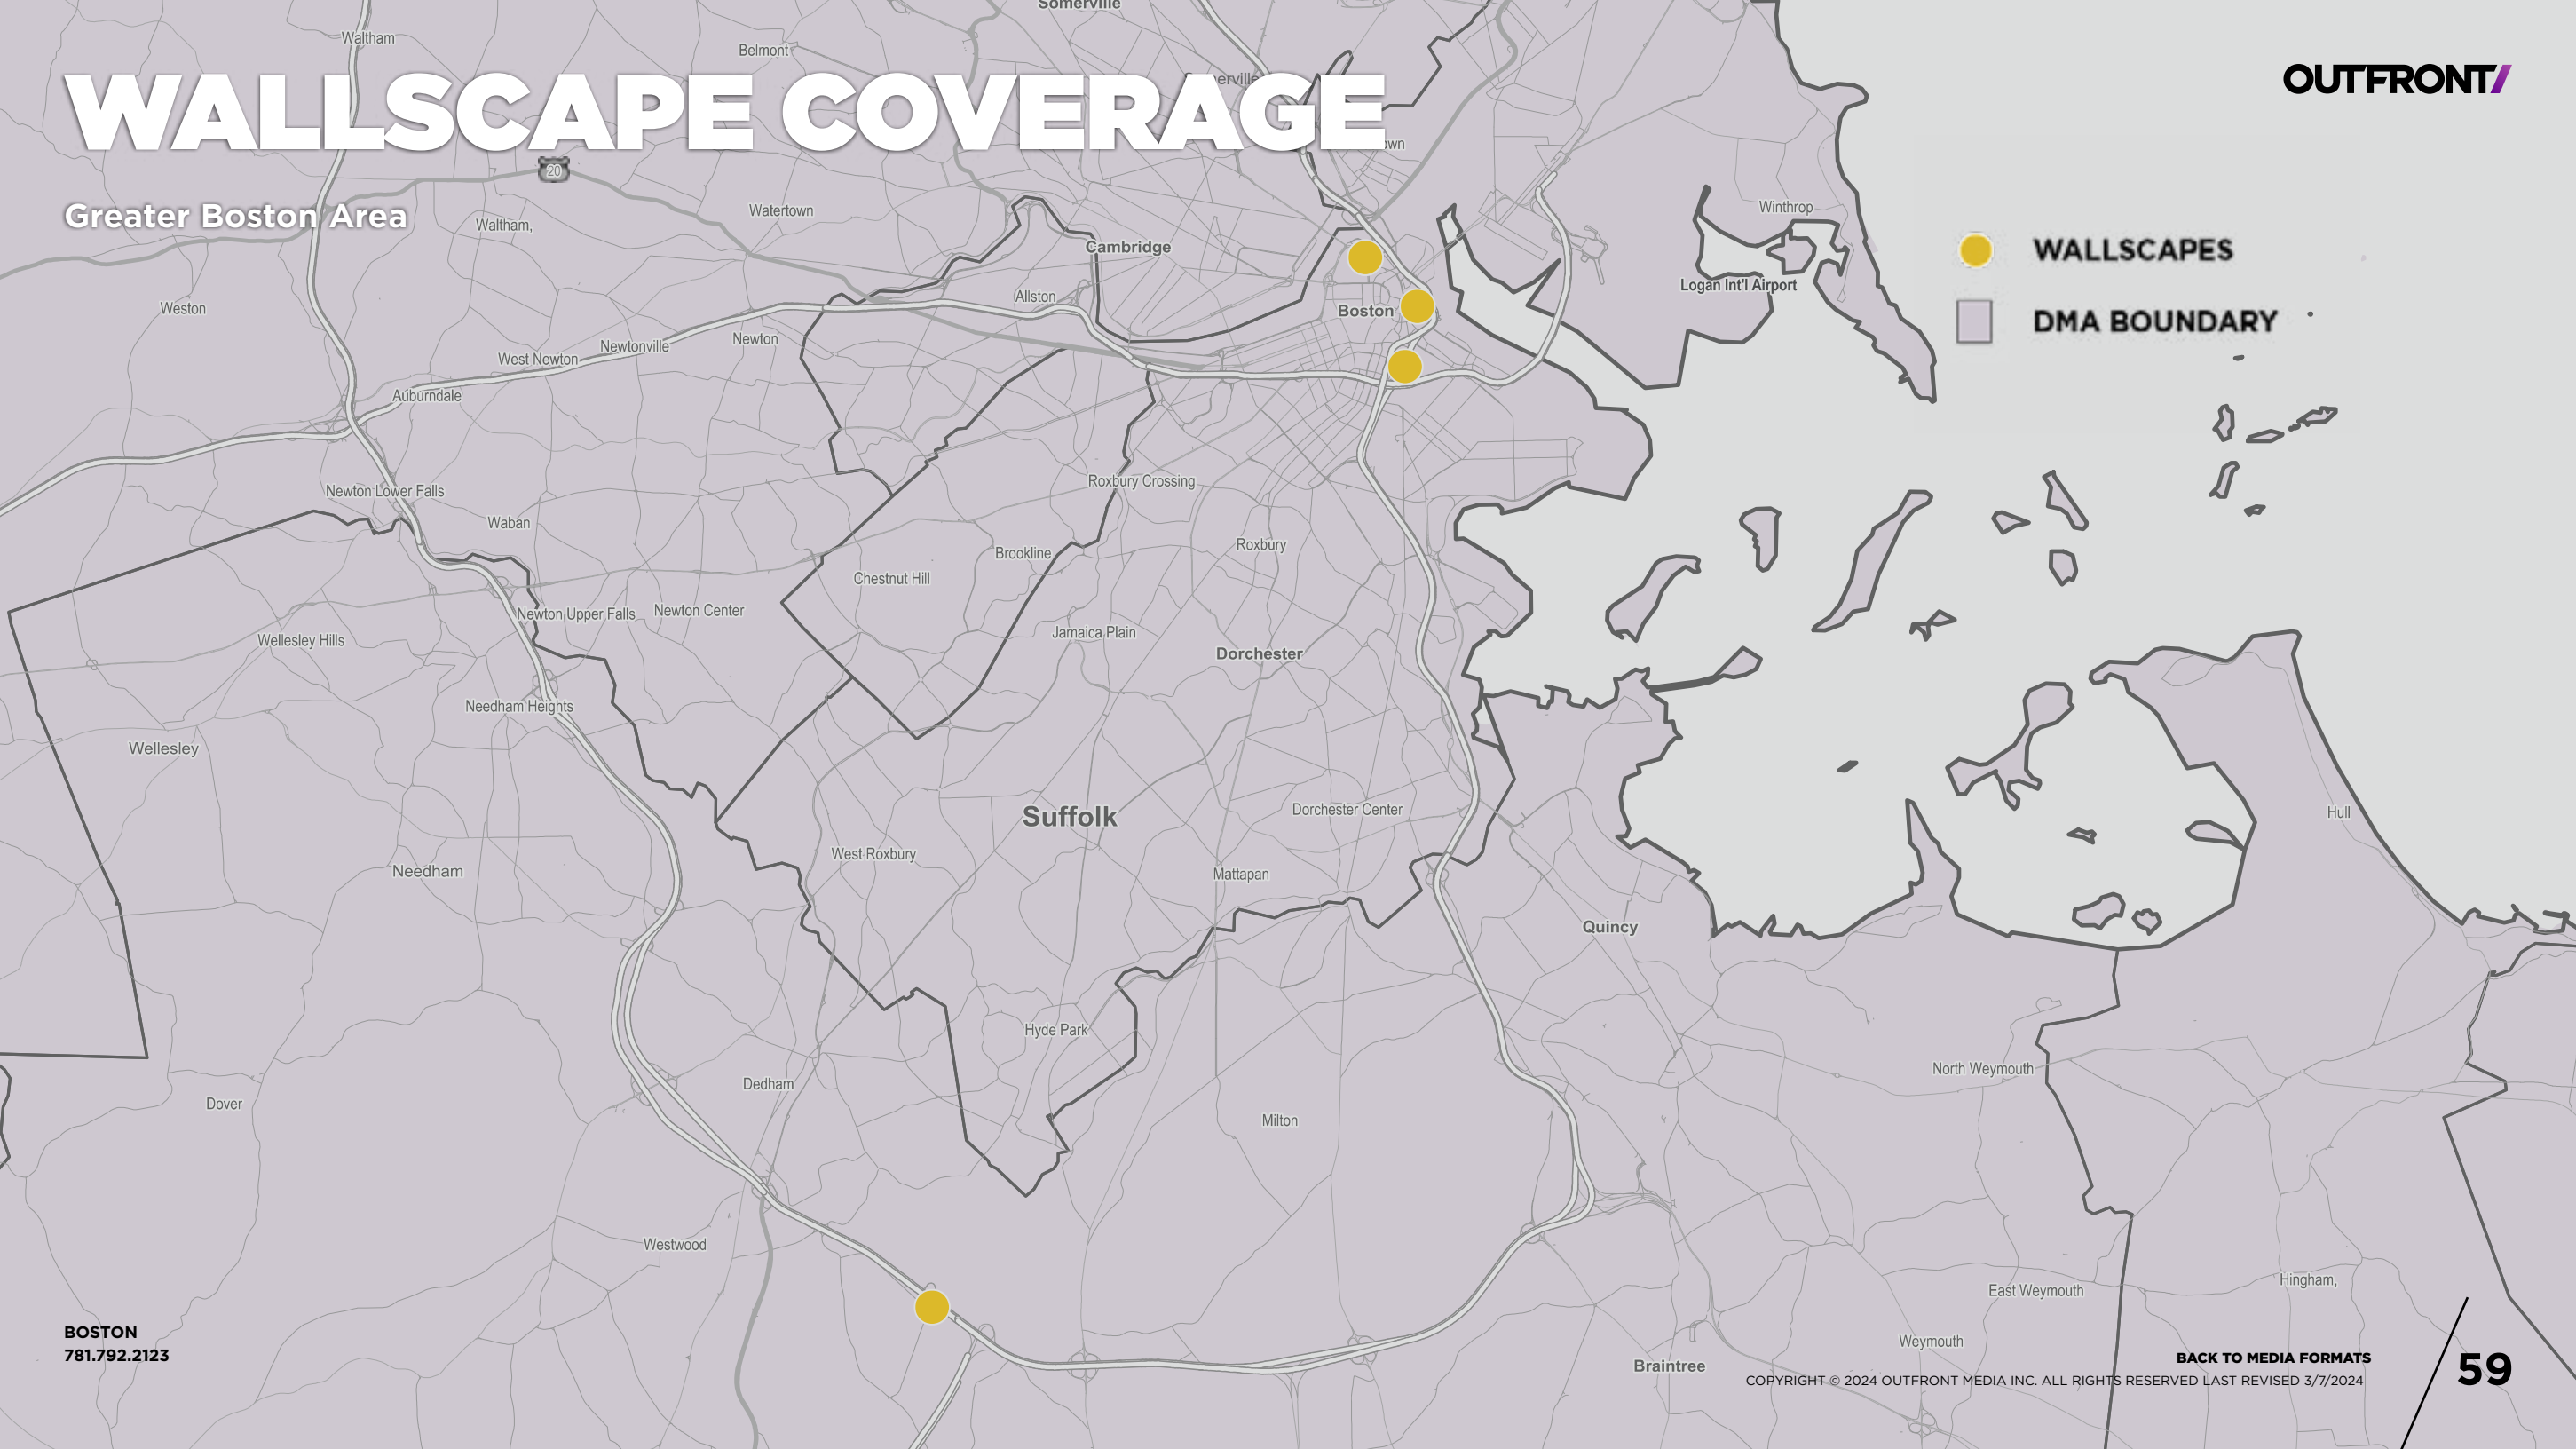 Somerville
Waltham
Belmont
WALLSCAPE COVERAGE
OUTFRONT/
20
Greater Boston Area
Waltham,
Watertown
Winthrop
Cambridge
WALLSCAPES
Logan Int'l Airport
Weston
Allston
Boston
DMA BOUNDARY
Newton
Newtonville
West Newton
Auburndale
Roxbury Crossing
Newton Lower Falls
Waban
Roxbury
Brookline
Chestnut Hill
Newton Upper Falls
Newton Center
Jamaica Plain
Wellesley Hills
Dorchester
Needham Heights
Wellesley
Suffolk
Dorchester Center
Hull
West Roxbury
Needham
Mattapan
Quincy
Hyde Park
North Weymouth
Dedham
Dover
Milton
Westwood
Hingham,
East Weymouth
Weymouth
Braintree
BOSTON
781.792.2123
BACK TO MEDIA FORMATS
COPYRIGHT © 2024 OUTFRONT MEDIA INC. ALL RIGHTS RESERVED LAST REVISED 3/7/2024
59